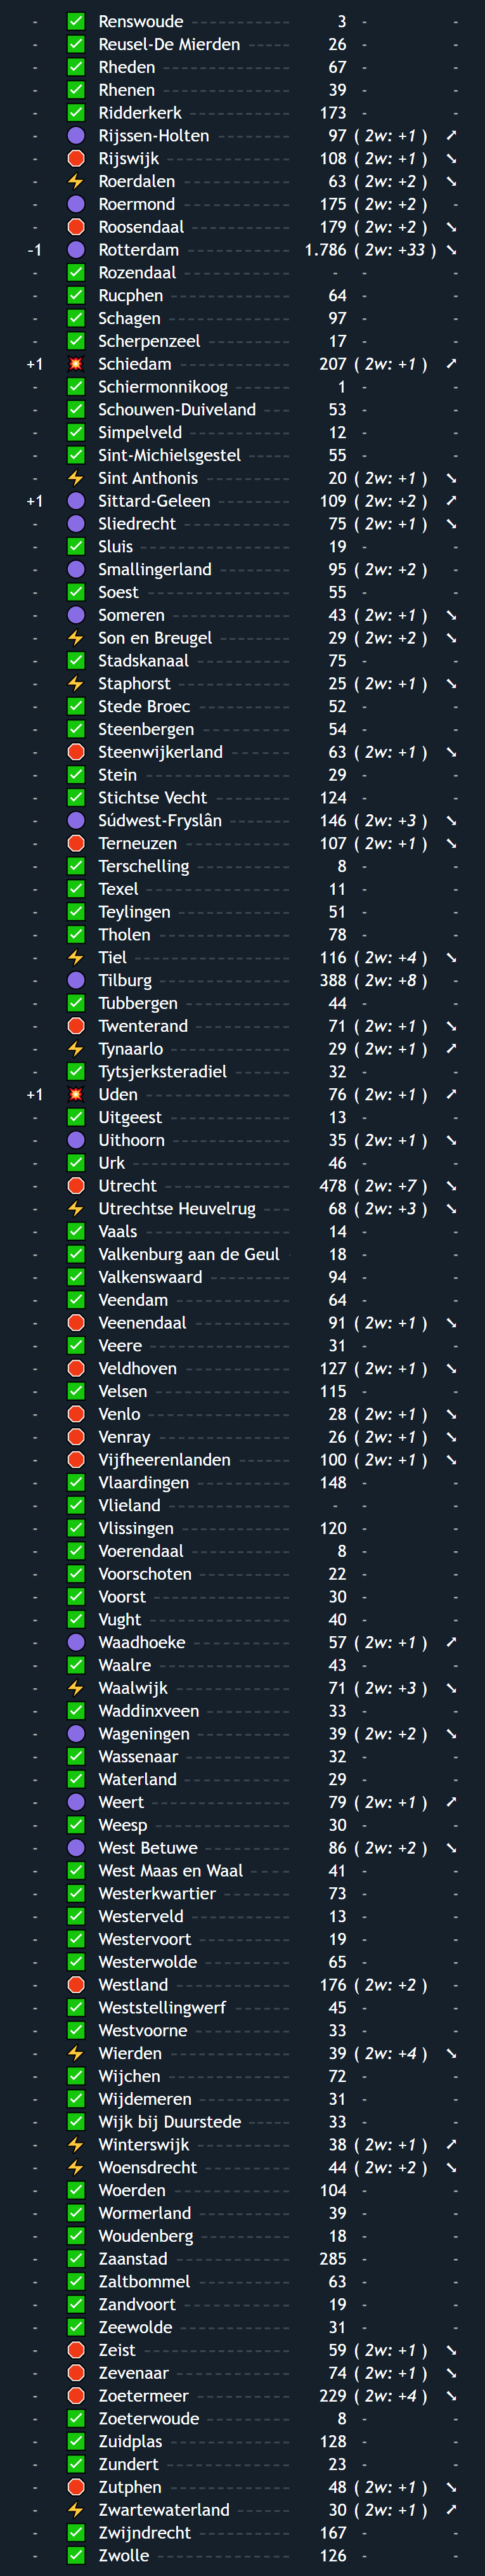 - ✅ Renswoude ------------ 3 - -
- ✅ Reusel-De Mierden ----- 26 - -
- ✅ Rheden --------------- 67 - -
- ✅ Rhenen --------------- 39 - -
- ✅ Ridderkerk ------------ 173 - -
- 🟣 Rijssen-Holten -------- 97 ( 2w: +1 ) ➚
- 🛑 Rijswijk -------------- 108 ( 2w: +1 ) ➘
- ⚡ Roerdalen ------------ 63 ( 2w: +2 ) ➘
- 🟣 Roermond ------------ 175 ( 2w: +2 ) -
- 🛑 Roosendaal ----------- 179 ( 2w: +2 ) ➘
-1 🟣 Rotterdam ----------- 1.786 ( 2w: +33 ) ➘
- ✅ Rozendaal ------------ - - -
- ✅ Rucphen -------------- 64 - -
- ✅ Schagen -------------- 97 - -
- ✅ Scherpenzeel --------- 17 - -
+1 💥 Schiedam ------------ 207 ( 2w: +1 ) ➚
- ✅ Schiermonnikoog ------ 1 - -
- ✅ Schouwen-Duiveland --- 53 - -
- ✅ Simpelveld ----------- 12 - -
- ✅ Sint-Michielsgestel ---- 55 - -
- ⚡ Sint Anthonis --------- 20 ( 2w: +1 ) ➘
+1 🟣 Sittard-Geleen ------- 109 ( 2w: +2 ) ➚
- 🟣 Sliedrecht ------------ 75 ( 2w: +1 ) ➘
- ✅ Sluis ----------------- 19 - -
- 🟣 Smallingerland ------- 95 ( 2w: +2 ) -
- ✅ Soest ---------------- 55 - -
- 🟣 Someren ------------- 43 ( 2w: +1 ) ➘
- ⚡ Son en Breugel ------- 29 ( 2w: +2 ) ➘
- ✅ Stadskanaal ---------- 75 - -
- ⚡ Staphorst ------------ 25 ( 2w: +1 ) ➘
- ✅ Stede Broec ---------- 52 - -
- ✅ Steenbergen ---------- 54 - -
- 🛑 Steenwijkerland ------ 63 ( 2w: +1 ) ➘
- ✅ Stein ---------------- 29 - -
- ✅ Stichtse Vecht -------- 124 - -
- 🟣 Súdwest-Fryslân ------ 146 ( 2w: +3 ) ➘
- 🛑 Terneuzen ----------- 107 ( 2w: +1 ) ➘
- ✅ Terschelling ---------- 8 - -
- ✅ Texel ---------------- 11 - -
- ✅ Teylingen ------------ 51 - -
- ✅ Tholen --------------- 78 - -
- ⚡ Tiel ----------------- 116 ( 2w: +4 ) ➘
- 🟣 Tilburg -------------- 388 ( 2w: +8 ) -
- ✅ Tubbergen ----------- 44 - -
- 🛑 Twenterand ---------- 71 ( 2w: +1 ) ➘
- ⚡ Tynaarlo ------------- 29 ( 2w: +1 ) ➚
- ✅ Tytsjerksteradiel ------ 32 - -
+1 💥 Uden ---------------- 76 ( 2w: +1 ) ➚
- ✅ Uitgeest ------------- 13 - -
- 🟣 Uithoorn ------------- 35 ( 2w: +1 ) ➘
- ✅ Urk ------------------ 46 - -
- 🛑 Utrecht -------------- 478 ( 2w: +7 ) ➘
- ⚡ Utrechtse Heuvelrug --- 68 ( 2w: +3 ) ➘
- ✅ Vaals ---------------- 14 - -
- ✅ Valkenburg aan de Geul - 18 - -
- ✅ Valkenswaard --------- 94 - -
- ✅ Veendam ------------- 64 - -
- 🛑 Veenendaal ----------- 91 ( 2w: +1 ) ➘
- ✅ Veere ---------------- 31 - -
- 🛑 Veldhoven ------------ 127 ( 2w: +1 ) ➘
- ✅ Velsen --------------- 115 - -
- 🛑 Venlo ---------------- 28 ( 2w: +1 ) ➘
- 🛑 Venray --------------- 26 ( 2w: +1 ) ➘
- 🛑 Vijfheerenlanden ----- 100 ( 2w: +1 ) ➘
- ✅ Vlaardingen ---------- 148 - -
- ✅ Vlieland ------------- - - -
- ✅ Vlissingen ------------ 120 - -
- ✅ Voerendaal ----------- 8 - -
- ✅ Voorschoten ---------- 22 - -
- ✅ Voorst --------------- 30 - -
- ✅ Vught --------------- 40 - -
- 🟣 Waadhoeke ---------- 57 ( 2w: +1 ) ➚
- ✅ Waalre --------------- 43 - -
- ⚡ Waalwijk ------------- 71 ( 2w: +3 ) ➘
- ✅ Waddinxveen --------- 33 - -
- 🟣 Wageningen ---------- 39 ( 2w: +2 ) ➘
- ✅ Wassenaar ----------- 32 - -
- ✅ Waterland ----------- 29 - -
- 🟣 Weert --------------- 79 ( 2w: +1 ) ➚
- ✅ Weesp --------------- 30 - -
- 🟣 West Betuwe --------- 86 ( 2w: +2 ) ➘
- ✅ West Maas en Waal ---- 41 - -
- ✅ Westerkwartier ------- 73 - -
- ✅ Westerveld ----------- 13 - -
- ✅ Westervoort ---------- 19 - -
- ✅ Westerwolde --------- 65 - -
- 🛑 Westland ------------ 176 ( 2w: +2 ) -
- ✅ Weststellingwerf ------ 45 - -
- ✅ Westvoorne ---------- 33 - -
- ⚡ Wierden ------------- 39 ( 2w: +4 ) ➘
- ✅ Wijchen ------------- 72 - -
- ✅ Wijdemeren ---------- 31 - -
- ✅ Wijk bij Duurstede ---- 33 - -
- ⚡ Winterswijk ---------- 38 ( 2w: +1 ) ➚
- ⚡ Woensdrecht --------- 44 ( 2w: +2 ) ➘
- ✅ Woerden ------------- 104 - -
- ✅ Wormerland ---------- 39 - -
- ✅ Woudenberg ---------- 18 - -
- ✅ Zaanstad ------------ 285 - -
- ✅ Zaltbommel ---------- 63 - -
- ✅ Zandvoort ----------- 19 - -
- ✅ Zeewolde ------------ 31 - -
- 🛑 Zeist ---------------- 59 ( 2w: +1 ) ➘
- 🛑 Zevenaar ------------ 74 ( 2w: +1 ) ➘
- 🛑 Zoetermeer ---------- 229 ( 2w: +4 ) ➘
- ✅ Zoeterwoude --------- 8 - -
- ✅ Zuidplas ------------- 128 - -
- ✅ Zundert ------------- 23 - -
- 🛑 Zutphen ------------- 48 ( 2w: +1 ) ➘
- ⚡ Zwartewaterland ----- 30 ( 2w: +1 ) ➚
- ✅ Zwijndrecht ---------- 167 - -
- ✅ Zwolle --------------- 126 - -